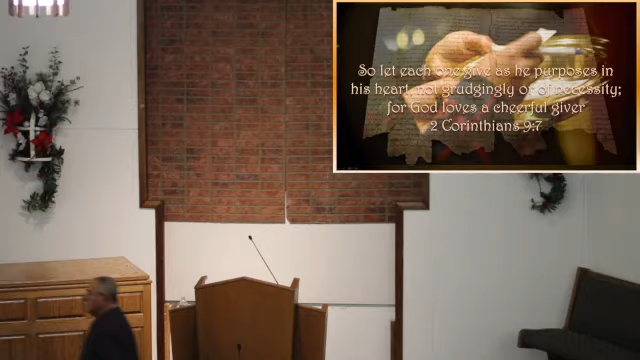 So let each one give as he purposes in
his heart, not grudgingly or of necessity;
for God loves a cheerful giver
2 Corinthians 9:7